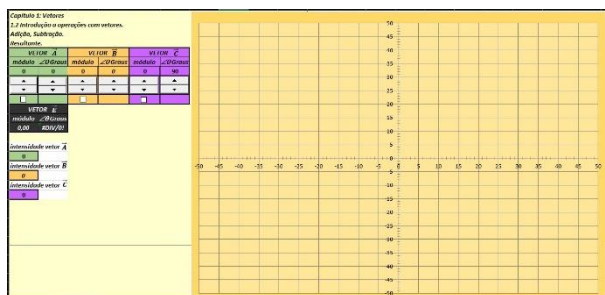 Capítulo 1: Vetores
1.2 Introdução a operações com vetores.
Adição, Subtração.
Resultante.
VETOR A VETOR B VETOR C
módulo ∠θGraus módulo ∠θGraus módulo ∠θGraus
0 0 0 0 0 90
VETOR R
módulo ∠θGraus
0,00 #DIV/0!
intensidade vetor A
0
intensidade vetor B
0
intensidade vetor C
0
50
45
40
35
30
25
20
15
10
5
-50 -45 -40 -35 -30 -25 -20 -15 -10 -5 0 5 10 15 20 25 30 35 40 45 50
-5
-10
-15
-20
-25
-30
-35
-40
-45
-50